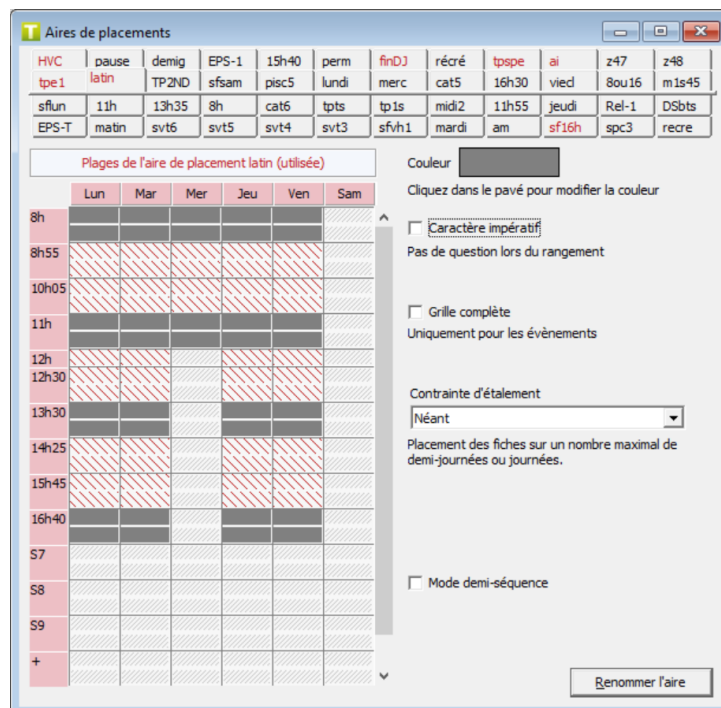 Aires de placements
HVC pause demig EPS-1 15h40 perm finDJ récré tpspe ai z47 z48
tpe1 latin TP2ND sfsam pisc5 lundi merc cat5 16h30 viecl 8ou16 m1s45
sflun 11h 13h35 8h cat6 tpts tp1s midi2 11h55 jeudi Rel-1 DSbts
EPS-T matin svt6 svt5 svt4 svt3 sfvh1 mardi am sf16h spc3 recre
Plages de l'aire de placement latin (utilisée)
Lun Mar Mer Jeu Ven Sam
8h
8h55
10h05
11h
12h
12h30
13h30
14h25
15h45
16h40
S7
S8
S9
+
Couleur
Cliquez dans le pavé pour modifier la couleur
Caractère impératif
Pas de question lors du rangement
Grille complète
Uniquement pour les évènements
Contrainte d'étalement
Néant
Placement des fiches sur un nombre maximal de
demi-journées ou journées.
Mode demi-séquence
Renommer l'aire